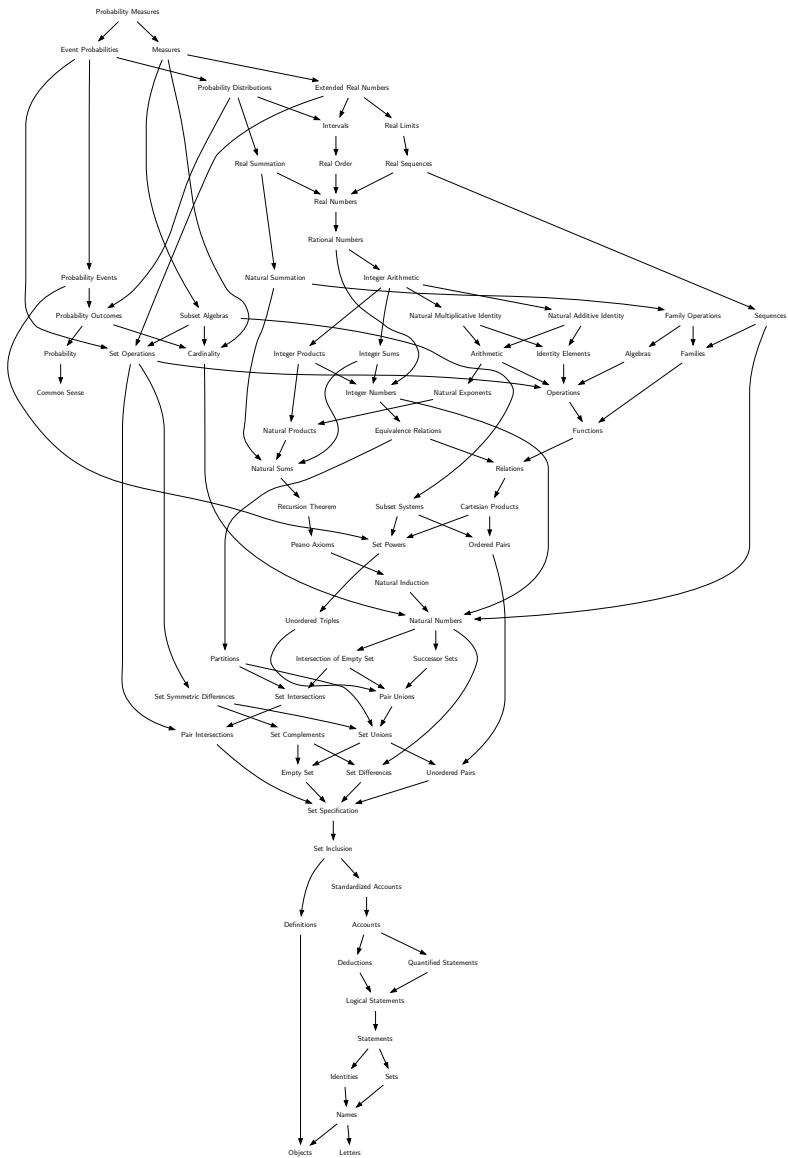 Probability Measures
Event Probabilities
Measures
Probability Distributions
Extended Real Numbers
Intervals
Real Limits
Real Summation
Real Order
Real Sequences
Real Numbers
Rational Numbers
Probability Events
Natural Summation
Integer Arithmetic
Probability Outcomes
Subset Algebras
Natural Multiplicative Identity
Natural Additive Identity
Family Operations
Sequences
Probability
Set Operations
Cardinality
Integer Products
Integer Sums
Arithmetic
Identity Elements
Algebras
Families
Common Sense
Integer Numbers
Natural Exponents
Operations
Natural Products
Equivalence Relations
Functions
Natural Sums
Relations
Recursion Theorem
Subset Systems
Cartesian Products
Peano Axioms
Set Powers
Ordered Pairs
Natural Induction
Unordered Triples
Natural Numbers
Partitions
Intersection of Empty Set
Successor Sets
Set Symmetric Differences
Set Intersections
Pair Unions
Pair Intersections
Set Complements
Set Unions
Empty Set
Set Differences
Unordered Pairs
Set Specification
Set Inclusion
Standardized Accounts
Definitions
Accounts
Deductions
Quantified Statements
Logical Statements
Statements
Identities
Sets
Names
Objects
Letters